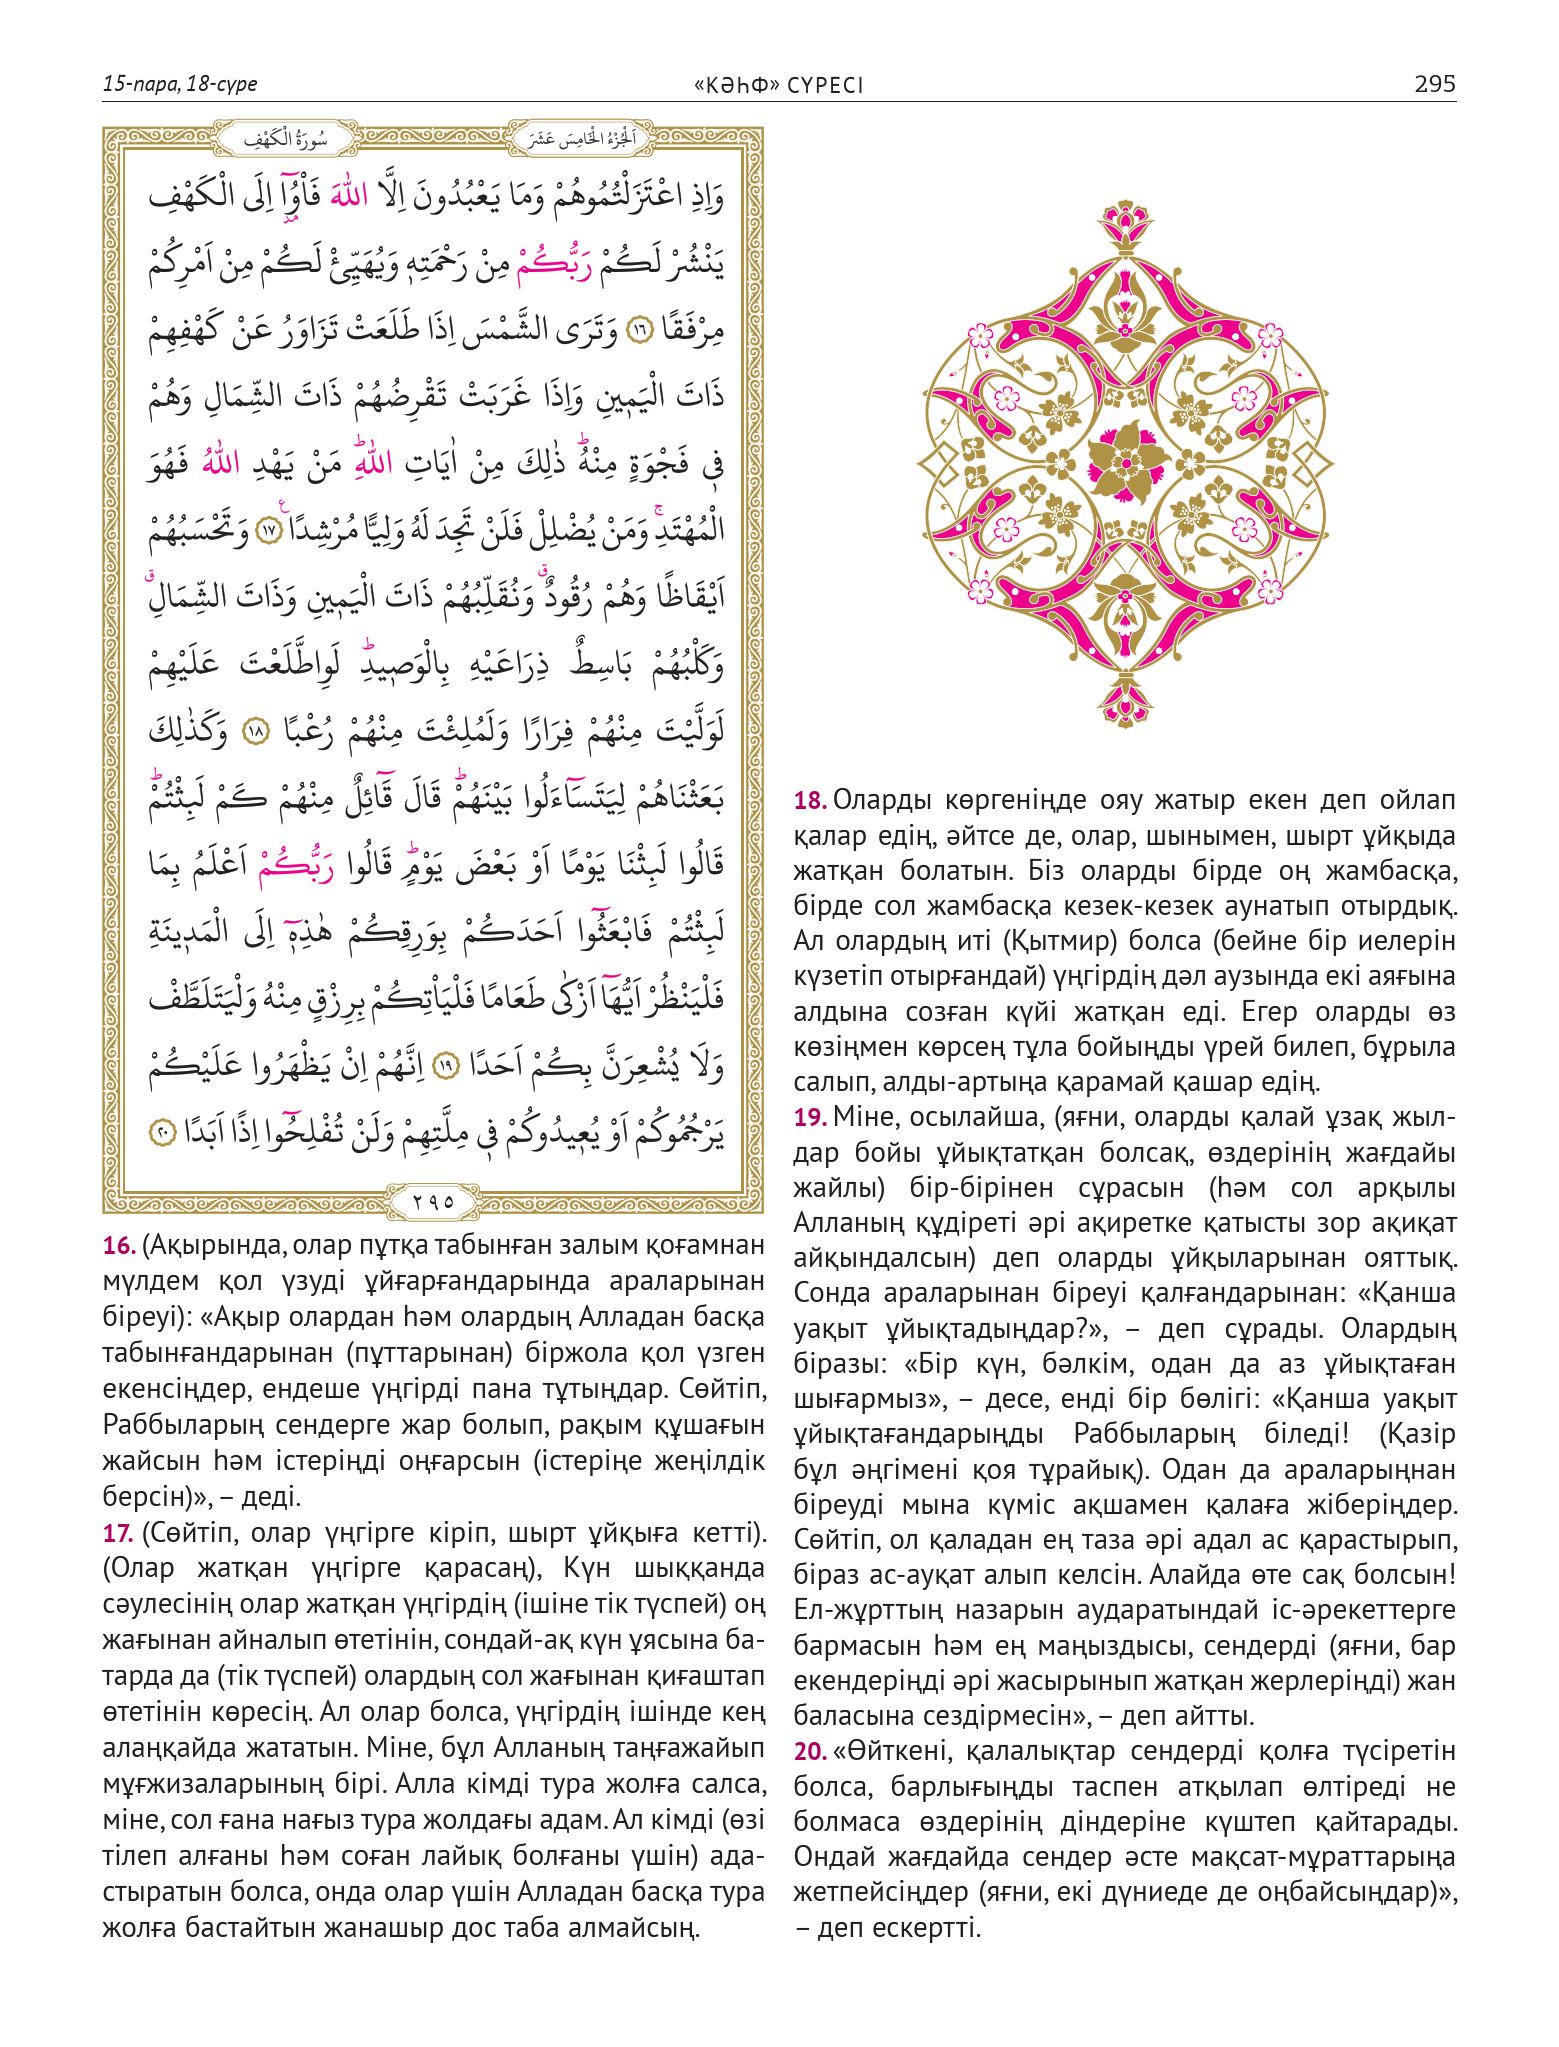 15-пара, 18-сүре
«КӘҺФ» СҮРЕСІ
295
سُورَةُ الْكَهْفِ
اَلْجُزْءُ الْخَامِسَ عَشَرَ
وَاِذِ اعْتَزَلْتُمُوهُمْ وَمَا يَعْبُدُونَ اِلَّا اللّٰهَ فَاْوُٓا اِلَى الْكَهْفِ
يَنْشُرْ لَكُمْ رَبُّكُمْ مِنْ رَحْمَتِهٖ وَيُهَيِّئْ لَكُمْ مِنْ اَمْرِكُمْ
مِرْفَقًا ﴿١٦﴾ وَتَرَى الشَّمْسَ اِذَا طَلَعَتْ تَزَاوَرُ عَنْ كَهْفِهِمْ
ذَاتَ الْيَمٖينِ وَاِذَا غَرَبَتْ تَقْرِضُهُمْ ذَاتَ الشِّمَالِ وَهُمْ
فٖي فَجْوَةٍ مِنْهُؕ ذٰلِكَ مِنْ اٰيَاتِ اللّٰهِؕ مَنْ يَهْدِ اللّٰهُ فَهُوَ
الْمُهْتَدِۚ وَمَنْ يُضْلِلْ فَلَنْ تَجِدَ لَهُ وَلِيًّا مُرْشِدًا ﴿١٧﴾ وَتَحْسَبُهُمْ
اَيْقَاظًا وَهُمْ رُقُودٌۗ وَنُقَلِّبُهُمْ ذَاتَ الْيَمٖينِ وَذَاتَ الشِّمَالِۗ
وَكَلْبُهُمْ بَاسِطٌ ذِرَاعَيْهِ بِالْوَصٖيدِؕ لَوِاطَّلَعْتَ عَلَيْهِمْ
لَوَلَّيْتَ مِنْهُمْ فِرَارًا وَلَمُلِئْتَ مِنْهُمْ رُعْبًا ﴿١٨﴾ وَكَذٰلِكَ
بَعَثْنَاهُمْ لِيَتَسَٓاءَلُوا بَيْنَهُمْؕ قَالَ قَٓائِلٌ مِنْهُمْ كَمْ لَبِثْتُمْؕ
قَالُوا لَبِثْنَا يَوْمًا اَوْ بَعْضَ يَوْمٍؕ قَالُوا رَبُّكُمْ اَعْلَمُ بِمَا
لَبِثْتُمْ فَابْعَثُٓوا اَحَدَكُمْ بِوَرِقِكُمْ هٰذِهٖٓ اِلَى الْمَدٖينَةِ
فَلْيَنْظُرْ اَيُّهَٓا اَزْكٰى طَعَامًا فَلْيَاْتِكُمْ بِرِزْقٍ مِنْهُ وَلْيَتَلَطَّفْ
وَلَا يُشْعِرَنَّ بِكُمْ اَحَدًا ﴿١٩﴾ اِنَّهُمْ اِنْ يَظْهَرُوا عَلَيْكُمْ
يَرْجُمُوكُمْ اَوْ يُعٖيدُوكُمْ فٖي مِلَّتِهِمْ وَلَنْ تُفْلِحُٓوا اِذًا اَبَدًا ﴿٢٠﴾
٢٩٥
16. (Ақырында, олар пұтқа табынған залым қоғамнан
мүлдем қол үзуді ұйғарғандарында араларынан
біреуі): «Ақыр олардан һәм олардың Алладан басқа
табынғандарынан (пұттарынан) біржола қол үзген
екенсіңдер, ендеше үңгірді пана тұтыңдар. Сөйтіп,
Раббыларың сендерге жар болып, рақым құшағын
жайсын һәм істеріңді оңғарсын (істеріңе жеңілдік
берсін)», – деді.
17. (Сөйтіп, олар үңгірге кіріп, шырт ұйқыға кетті).
(Олар жатқан үңгірге қарасаң), Күн шыққанда
сәулесінің олар жатқан үңгірдің (ішіне тік түспей) оң
жағынан айналып өтетінін, сондай-ақ күн ұясына ба-
тарда да (тік түспей) олардың сол жағынан қиғаштап
өтетінін көресің. Ал олар болса, үңгірдің ішінде кең
алаңқайда жататын. Міне, бұл Алланың таңғажайып
мұғжизаларының бірі. Алла кімді тура жолға салса,
міне, сол ғана нағыз тура жолдағы адам. Ал кімді (өзі
тілеп алғаны һәм соған лайық болғаны үшін) ада-
стыратын болса, онда олар үшін Алладан басқа тура
жолға бастайтын жанашыр дос таба алмайсың.
18. Оларды көргеніңде ояу жатыр екен деп ойлап
қалар едің, әйтсе де, олар, шынымен, шырт ұйқыда
жатқан болатын. Біз оларды бірде оң жамбасқа,
бірде сол жамбасқа кезек-кезек аунатып отырдық.
Ал олардың иті (Қытмир) болса (бейне бір иелерін
күзетіп отырғандай) үңгірдің дәл аузында екі аяғына
алдына созған күйі жатқан еді. Егер оларды өз
көзіңмен көрсең тұла бойыңды үрей билеп, бұрыла
салып, алды-артыңа қарамай қашар едің.
19. Міне, осылайша, (яғни, оларды қалай ұзақ жыл-
дар бойы ұйықтатқан болсақ, өздерінің жағдайы
жайлы) бір-бірінен сұрасын (һәм сол арқылы
Алланың құдіреті әрі ақиретке қатысты зор ақиқат
айқындалсын) деп оларды ұйқыларынан ояттық.
Сонда араларынан біреуі қалғандарынан: «Қанша
уақыт ұйықтадыңдар?», – деп сұрады. Олардың
біразы: «Бір күн, бәлкім, одан да аз ұйықтаған
шығармыз», – десе, енді бір бөлігі: «Қанша уақыт
ұйықтағандарыңды Раббыларың біледі! (Қазір
бұл әңгімені қоя тұрайық). Одан да араларыңнан
біреуді мына күміс ақшамен қалаға жіберіңдер.
Сөйтіп, ол қаладан ең таза әрі адал ас қарастырып,
біраз ас-ауқат алып келсін. Алайда өте сақ болсын!
Ел-жұрттың назарын аударатындай іс-әрекеттерге
бармасын һәм ең маңыздысы, сендерді (яғни, бар
екендеріңді әрі жасырынып жатқан жерлеріңді) жан
баласына сездірмесін», – деп айтты.
20. «Өйткені, қалалықтар сендерді қолға түсіретін
болса, барлығыңды таспен атқылап өлтіреді не
болмаса өздерінің діндеріне күштеп қайтарады.
Ондай жағдайда сендер әсте мақсат-мұраттарыңа
жетпейсіңдер (яғни, екі дүниеде де оңбайсыңдар)»,
– деп ескертті.